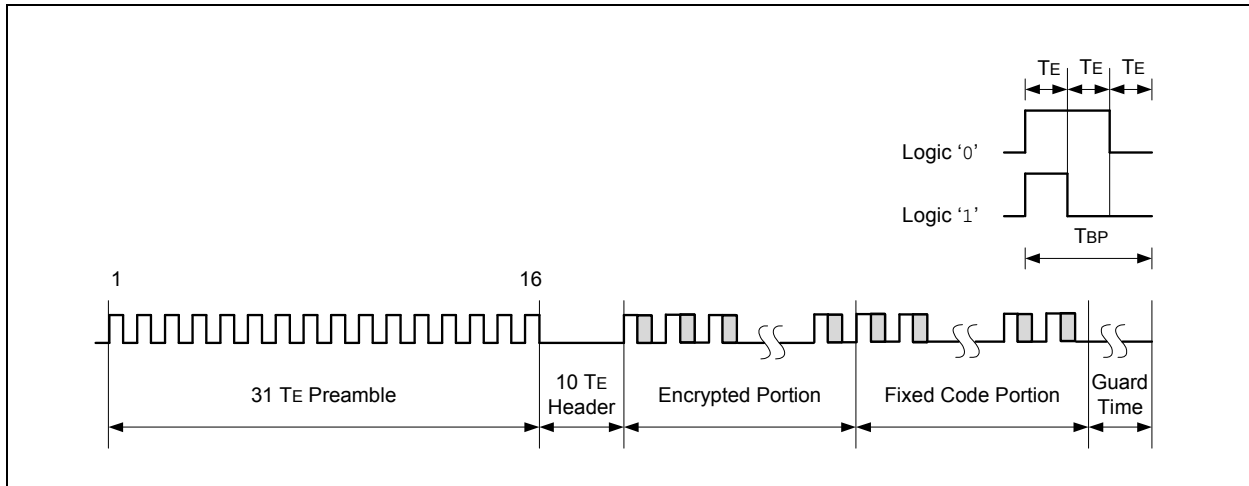 TE TE TE
Logic ‘0’
Logic ‘1’
TBP
1 16
31 TE Preamble
10 TE
Header
Encrypted Portion
Fixed Code Portion
Guard
Time